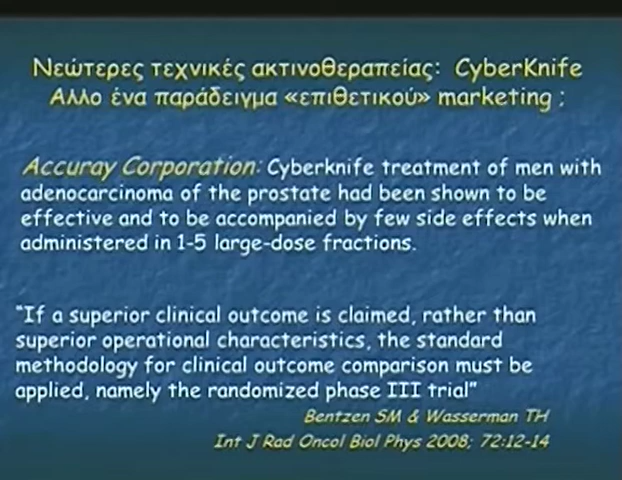 Νεώτερες τεχνικές ακτινοθεραπείας: CyberKnife
Αλλο ένα παράδειγμα «επιθετικού» marketing ;
Accuray Corporation: Cyberknife treatment of men with
adenocarcinoma of the prostate had been shown to be
effective and to be accompanied by few side effects when
administered in 1-5 large-dose fractions.
“If a superior clinical outcome is claimed, rather than
superior operational characteristics, the standard
methodology for clinical outcome comparison must be
applied, namely the randomized phase III trial”
Bentzen SM & Wasserman TH
Int J Rad Oncol Biol Phys 2008; 72:12-14